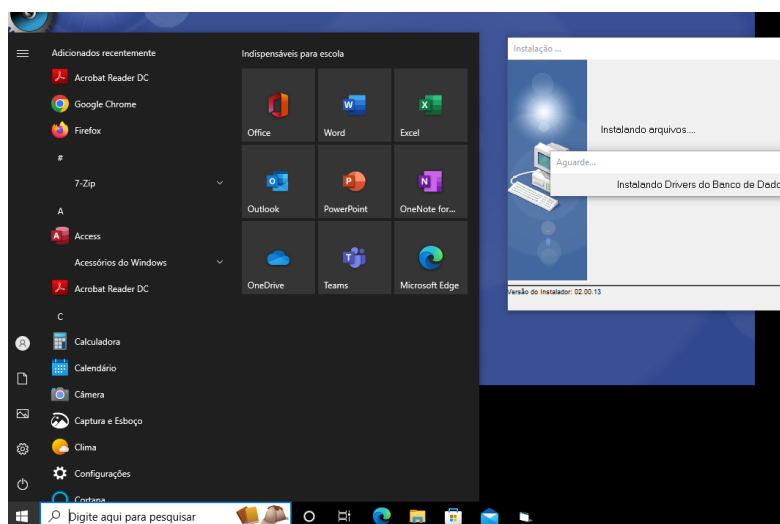 Adicionados recentemente
Acrobat Reader DC
Google Chrome
Firefox
#
7-Zip
A
Access
Acessórios do Windows
Acrobat Reader DC
C
Calculadora
Calendário
Câmera
Captura e Esboço
Clima
Configurações
Cortana
Indispensáveis para escola
Office
Word
Excel
Outlook
PowerPoint
OneNote for...
OneDrive
Teams
Microsoft Edge
Instalação ...
Instalando arquivos....
Aguarde...
Instalando Drivers do Banco de Dado
Versão do Instalador: 02.00.13
Digite aqui para pesquisar